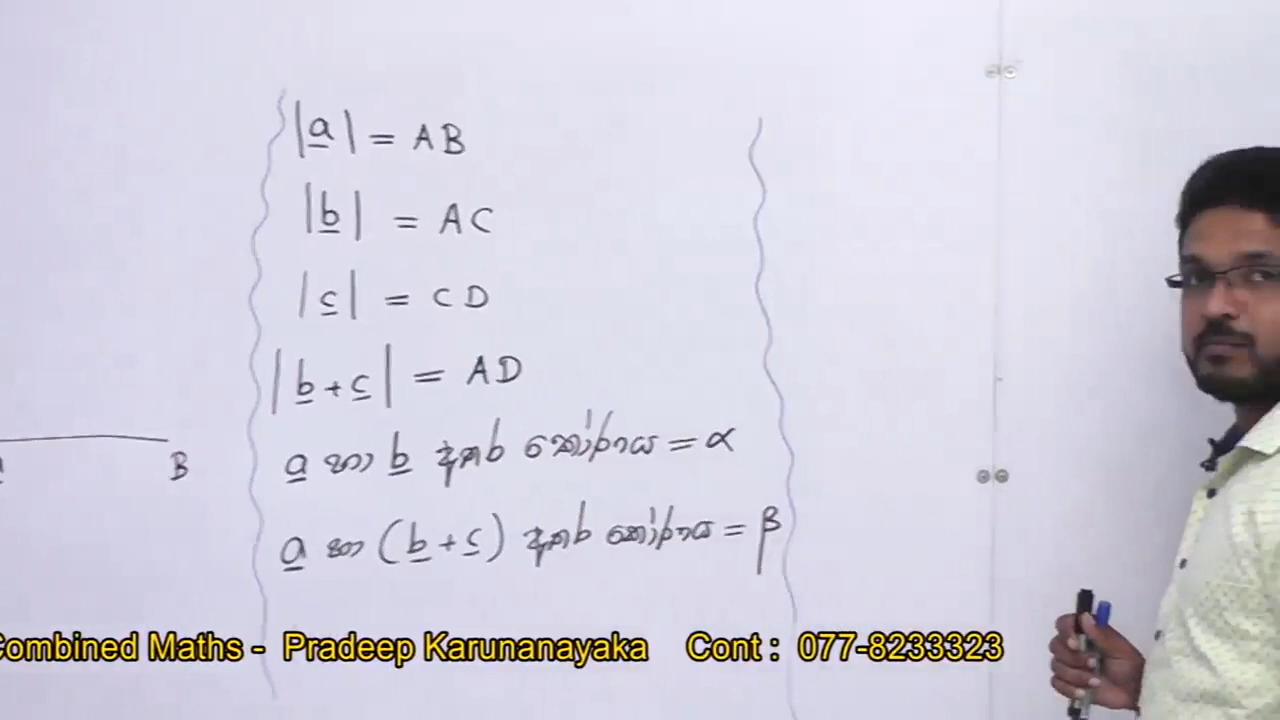 |a| = AB
|b| = AC
|c| = CD
|b + c| = AD
a හා b අතර කෝණය = α
a හා (b + c) අතර කෝණය = β
B
Combined Maths - Pradeep Karunanayaka Cont : 077-8233323